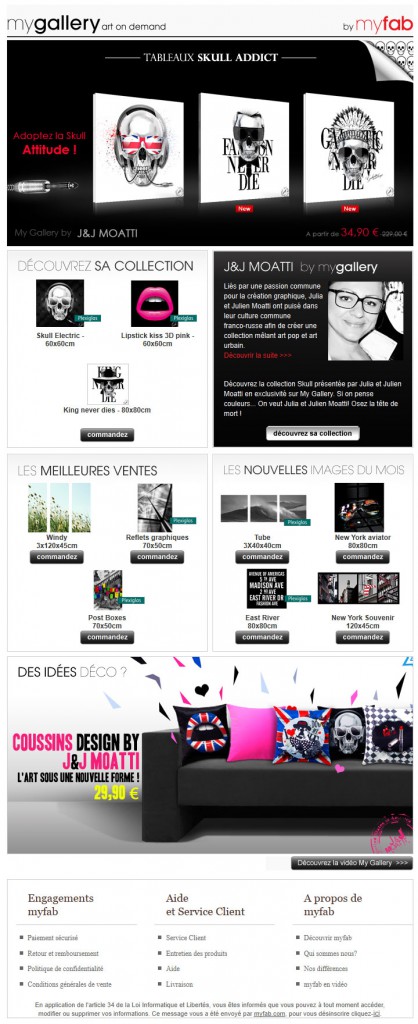 mygallery art on demand
by myfab
TABLEAUX SKULL ADDICT
Adoptez la Skull
Attitude !
FASHION
NEVER
DIE
NEVER
DIE
New
New
My Gallery by J&J MOATTI
A partir de 34,90 € 229,00 €
DÉCOUVREZ SA COLLECTION
Plexiglas
Plexiglas
Skull Electric -
60x60cm
Lipstick kiss 3D pink -
60x60cm
KING
NEVER
DIE
King never dies - 80x80cm
commandez
J&J MOATTI by mygallery
Liés par une passion commune
pour la création graphique, Julia
et Julien Moatti ont puisé dans
leur culture commune
franco-russe afin de créer une
collection mêlant art pop et art
urbain.
Découvrir la suite >>>
Découvrez la collection Skull présentée par Julia et Julien
Moatti en exclusivité sur My Gallery. Si on pense
couleurs... On veut Julia et Julien Moatti! Osez la tête de
mort !
découvrez sa collection
LES MEILLEURES VENTES
Plexiglas
Windy
3x120x45cm
commandez
Reflets graphiques
70x50cm
commandez
Plexiglas
Post Boxes
70x50cm
commandez
LES NOUVELLES IMAGES DU MOIS
Plexiglas
Tube
3X40x40cm
commandez
New York aviator
80x80cm
commandez
AVENUE OF AMERICAS
5TH AVE
MADISON AVE
2 ND AVE
EAST RIVER DR
FASHION AVE
Plexiglas
East River
80x80cm
commandez
New York Souvenir
120x45cm
commandez
DES IDÉES DÉCO ?
COUSSINS DESIGN BY
J&J MOATTI
L'ART SOUS UNE NOUVELLE FORME !
29,90 €
Découvrez la vidéo My Gallery >>>
Engagements
myfab
Paiement sécurisé
Retour et remboursement
Politique de confidentialité
Conditions générales de vente
Aide
et Service Client
Service Client
Entretien des produits
Aide
Livraison
A propos de
myfab
Découvrir myfab
Qui sommes nous?
Nos différences
myfab en vidéo
En application de l'article 34 de la Loi Informatique et Libertés, vous êtes informés que vous pouvez à tout moment accéder,
modifier ou supprimer vos informations. Ce message vous a été envoyé par myfab.com, pour vous désinscrire cliquez-ici.